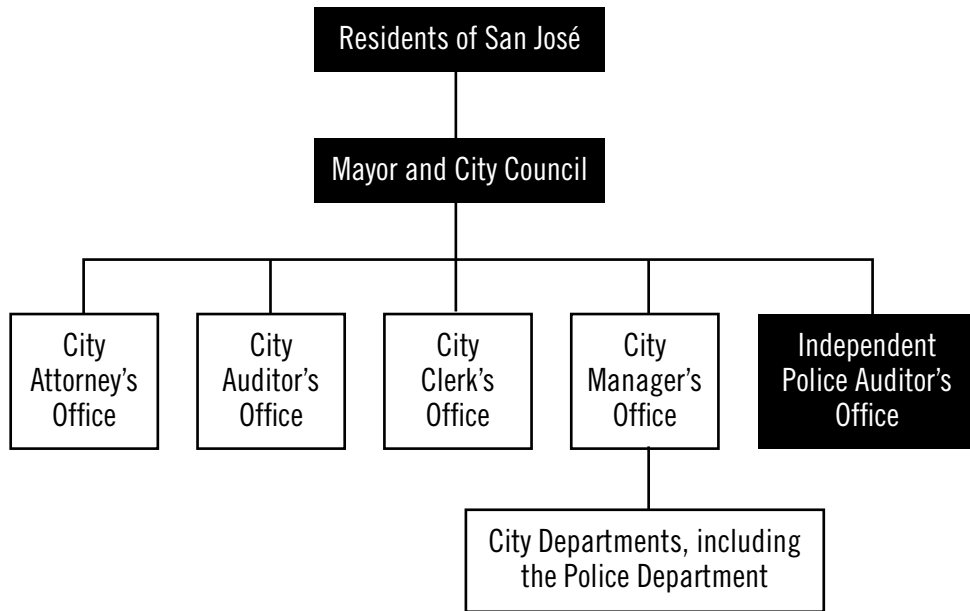 Residents of San José
Mayor and City Council
City
Attorney's
Office
City
Auditor's
Office
City
Clerk's
Office
City
Manager's
Office
Independent
Police Auditor's
Office
City Departments, including
the Police Department